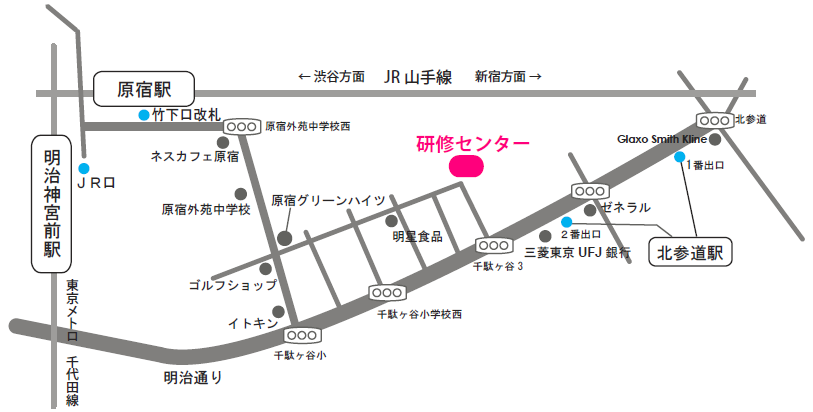 ← 渋谷方面 JR 山手線 新宿方面 →
原宿駅
竹下口改札
原宿外苑中学校西
北参道
Glaxo Smith Kline
1番出口
研修センター
ネスカフェ原宿
明治神宮前駅
JR口
原宿外苑中学校
原宿グリーンハイツ
明星食品
ゼネラル
2番出口
三菱東京 UFJ 銀行
北参道駅
千駄ヶ谷 3
ゴルフショップ
イトキン
千駄ヶ谷小学校西
千駄ヶ谷小
明治通り
東京メトロ 千代田線